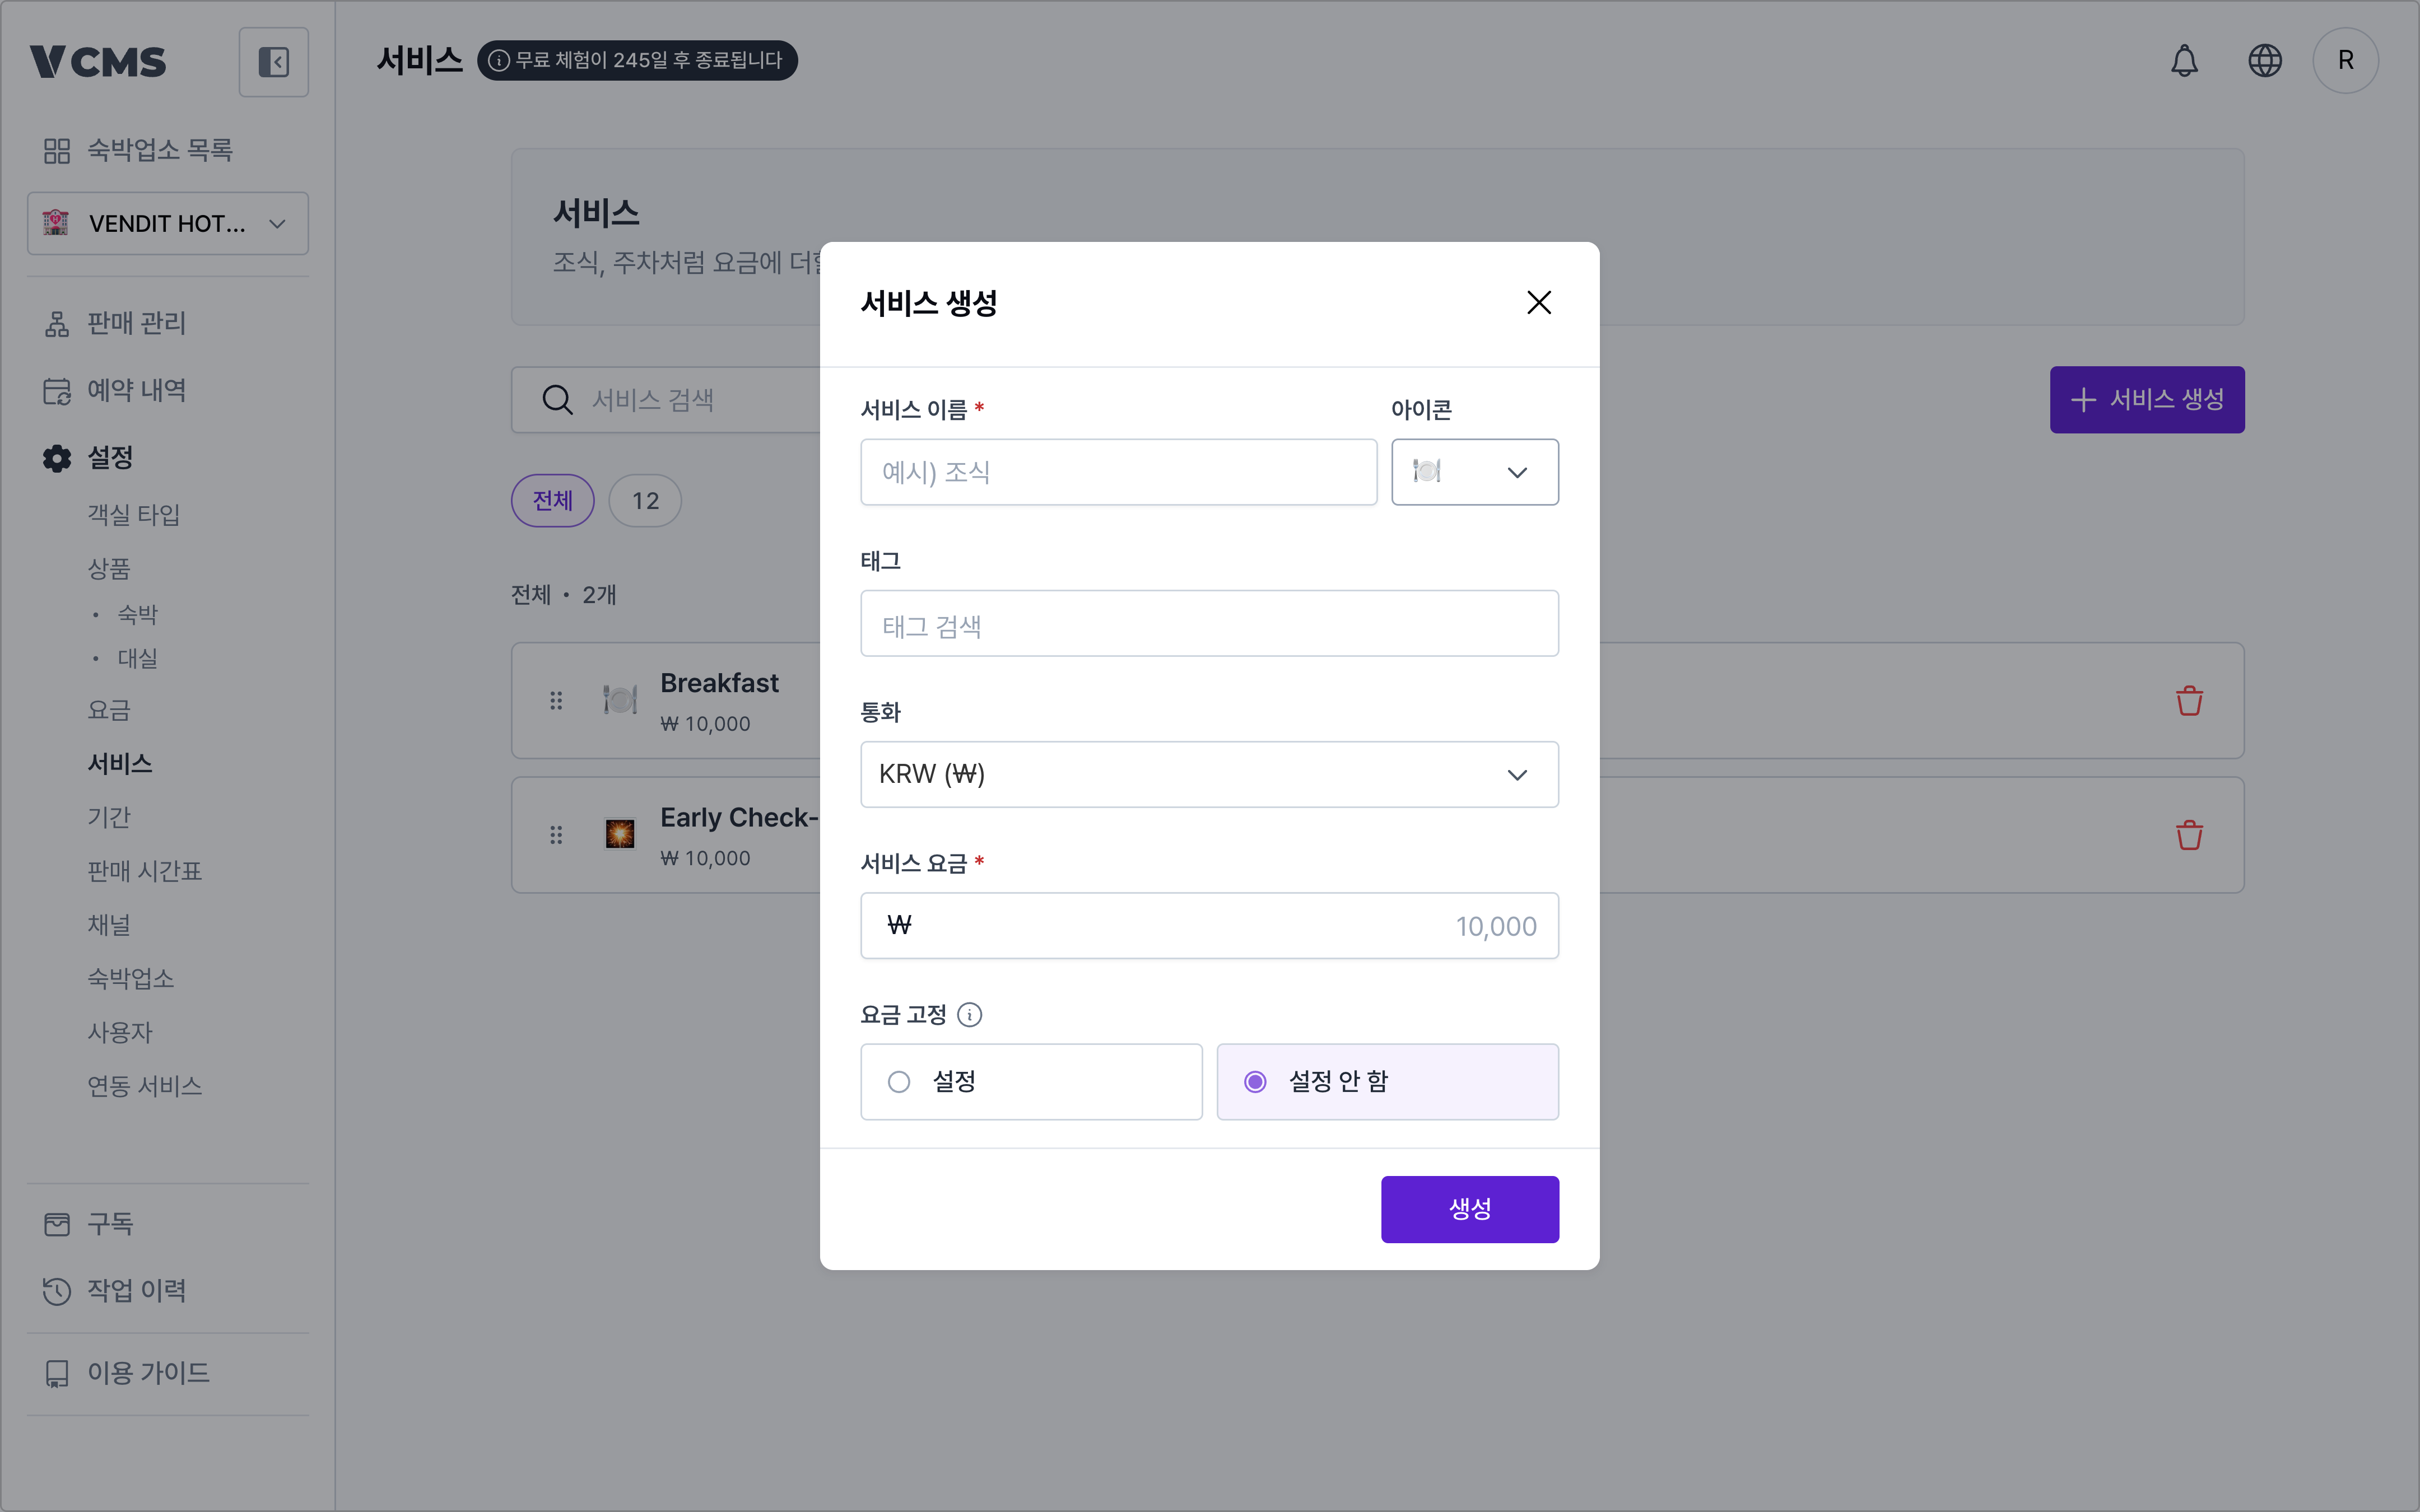 VCMS
서비스
무료 체험이 245일 후 종료됩니다
R
숙박업소 목록
VENDIT HOT...
판매 관리
예약 내역
설정
객실 타입
상품
• 숙박
• 대실
요금
서비스
기간
판매 시간표
채널
숙박업소
사용자
연동 서비스
구독
작업 이력
이용 가이드
서비스
조식, 주차처럼 요금에 더
서비스 검색
서비스 생성
전체
12
전체 • 2개
Breakfast
₩ 10,000
Early Check-
₩ 10,000
서비스 생성
서비스 이름 *
아이콘
예시) 조식
태그
태그 검색
통화
KRW (₩)
서비스 요금 *
₩
10,000
요금 고정
설정
설정 안 함
생성